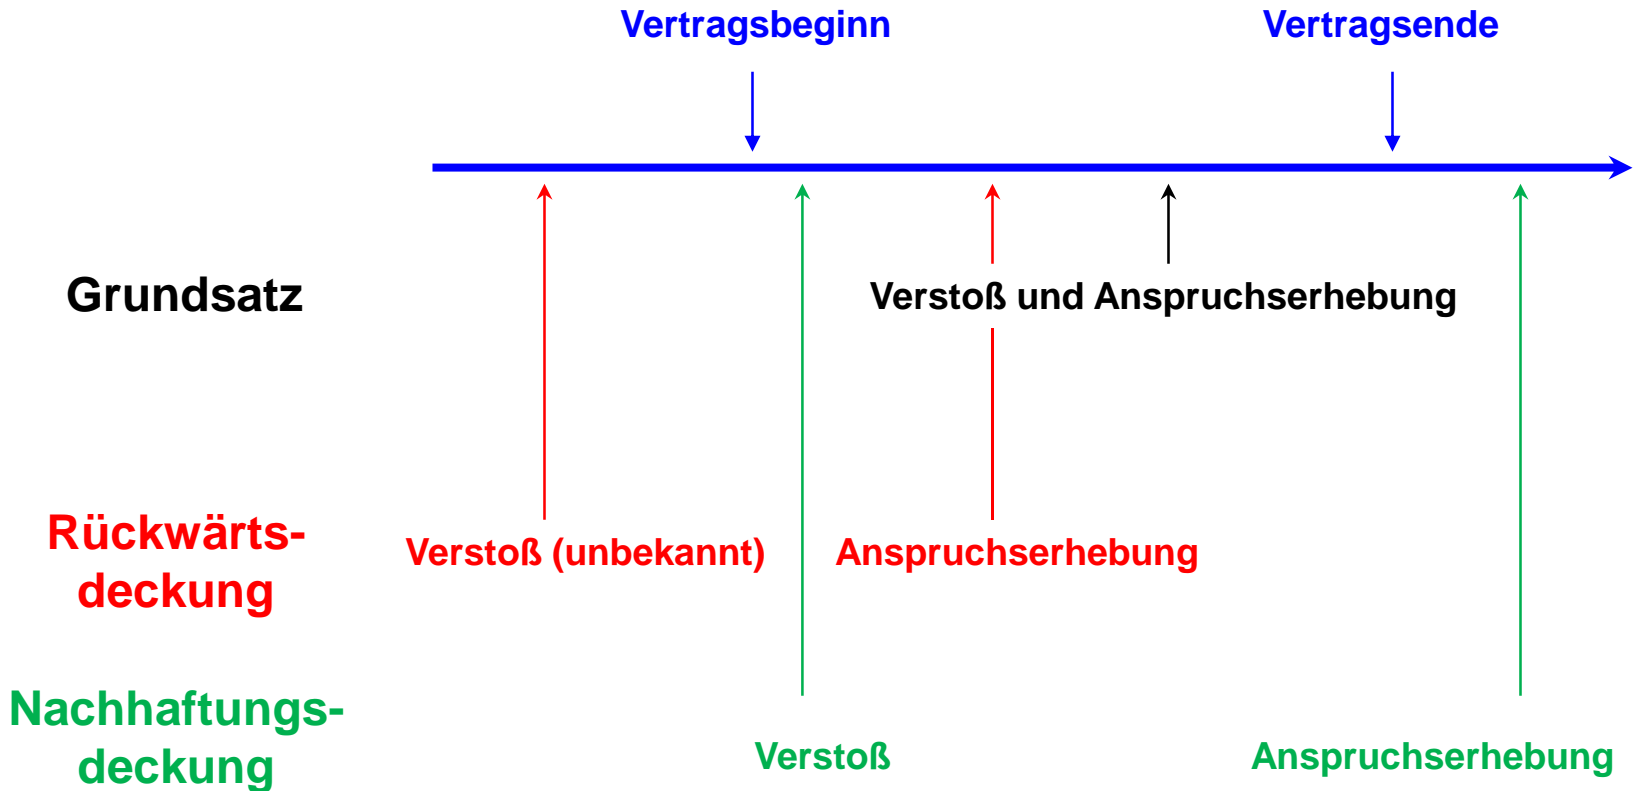 Vertragsbeginn
Vertragsende
Grundsatz
Verstoß und Anspruchserhebung
Rückwärts-
deckung
Verstoß (unbekannt)
Anspruchserhebung
Nachhaftungs-
deckung
Verstoß
Anspruchserhebung